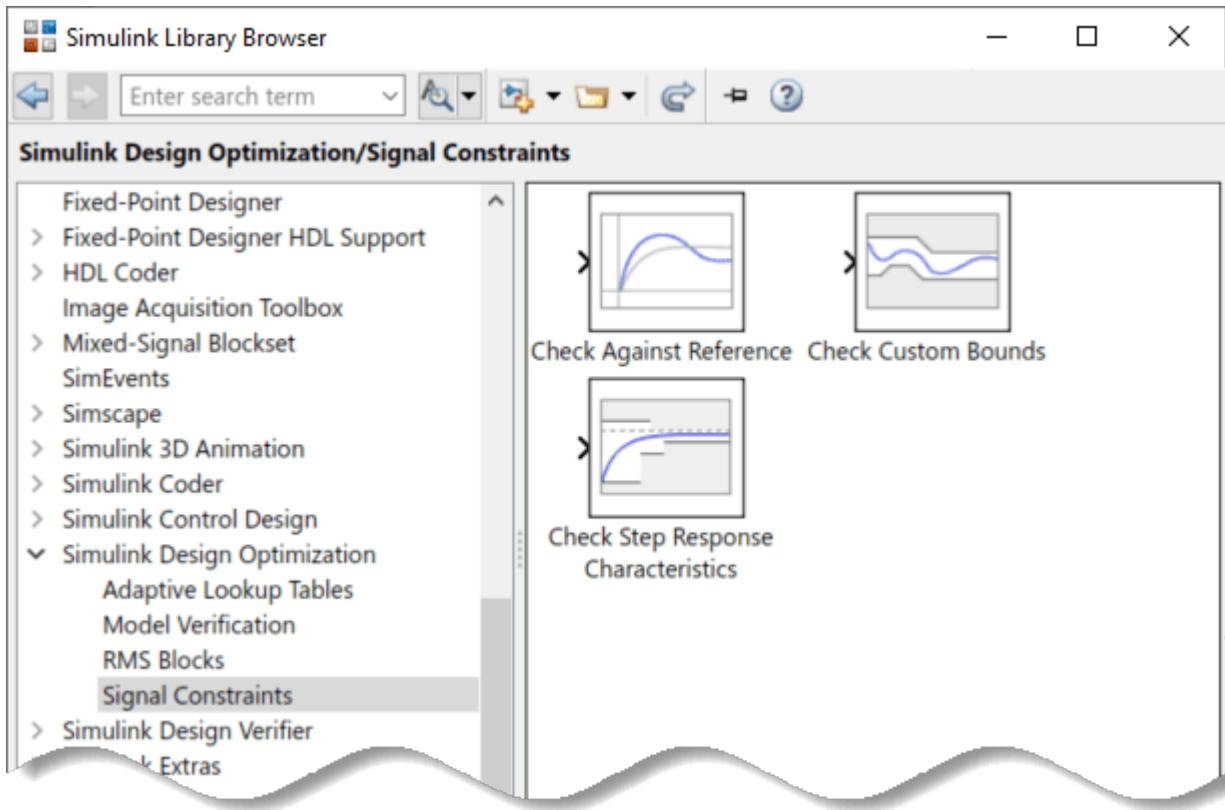 Simulink Library Browser
Enter search term
Simulink Design Optimization/Signal Constraints
Fixed-Point Designer
Fixed-Point Designer HDL Support
HDL Coder
Image Acquisition Toolbox
Mixed-Signal Blockset
SimEvents
Simscape
Simulink 3D Animation
Simulink Coder
Simulink Control Design
Simulink Design Optimization
Adaptive Lookup Tables
Model Verification
RMS Blocks
Signal Constraints
Simulink Design Verifier
Extras
Check Against Reference
Check Custom Bounds
Check Step Response
Characteristics